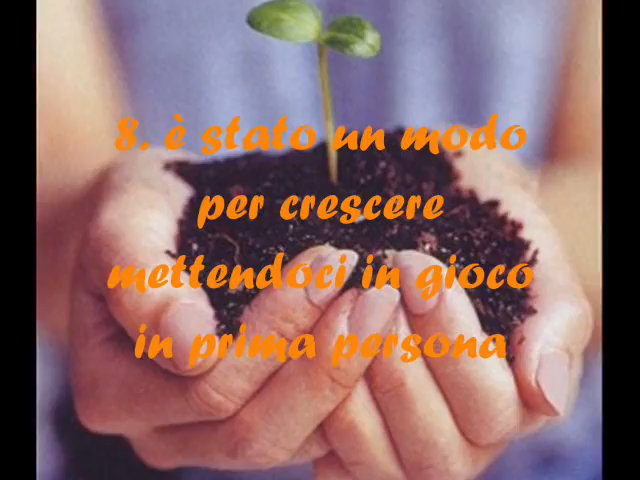 8. è stato un modo
per crescere
mettendoci in gioco
in prima persona